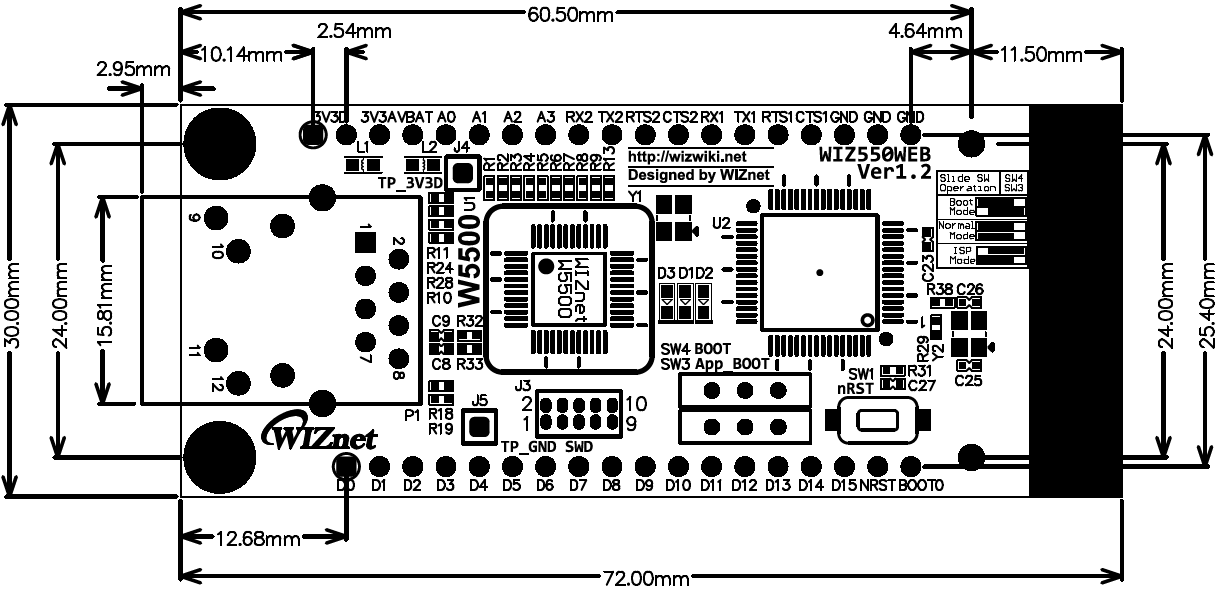 60.50mm
2.54mm
4.64mm
10.14mm
11.50mm
2.95mm
3V3D 3V3A VBAT A0 A1 A2 A3 RX2 TX2 RTS2 CTS2 RX1 TX1 RTS1 CTS1 GND GND GND
L1 L2 J4
R1 R2 R3 R4 R5 R6 R7 R8 R9 R13
http://wizwiki.net
Designed by WIZnet
WIZ550WEB
Ver1.2
TP_3V3D
Slide SW Operation SW4 SW3
Boot Mode
Normal Mode
ISP Mode
U1
W5500
Y1
U2
9
10
1
2
R11
R24
R28
R10
WIZnet
W5500
D3 D1 D2
C23
R38 C26
1
R29
Y2
30.00mm
24.00mm
15.81mm
24.00mm
25.40mm
11
12
7
8
C9 R32
C8 R33
SW4 BOOT
SW3 App_BOOT
SW1
nRST
R31
C27
C25
J3
2 10
1 9
P1
R18
R19
J5
WIZnet
TP_GND SWD
D0 D1 D2 D3 D4 D5 D6 D7 D8 D9 D10 D11 D12 D13 D14 D15 NRST BOOT0
12.68mm
72.00mm